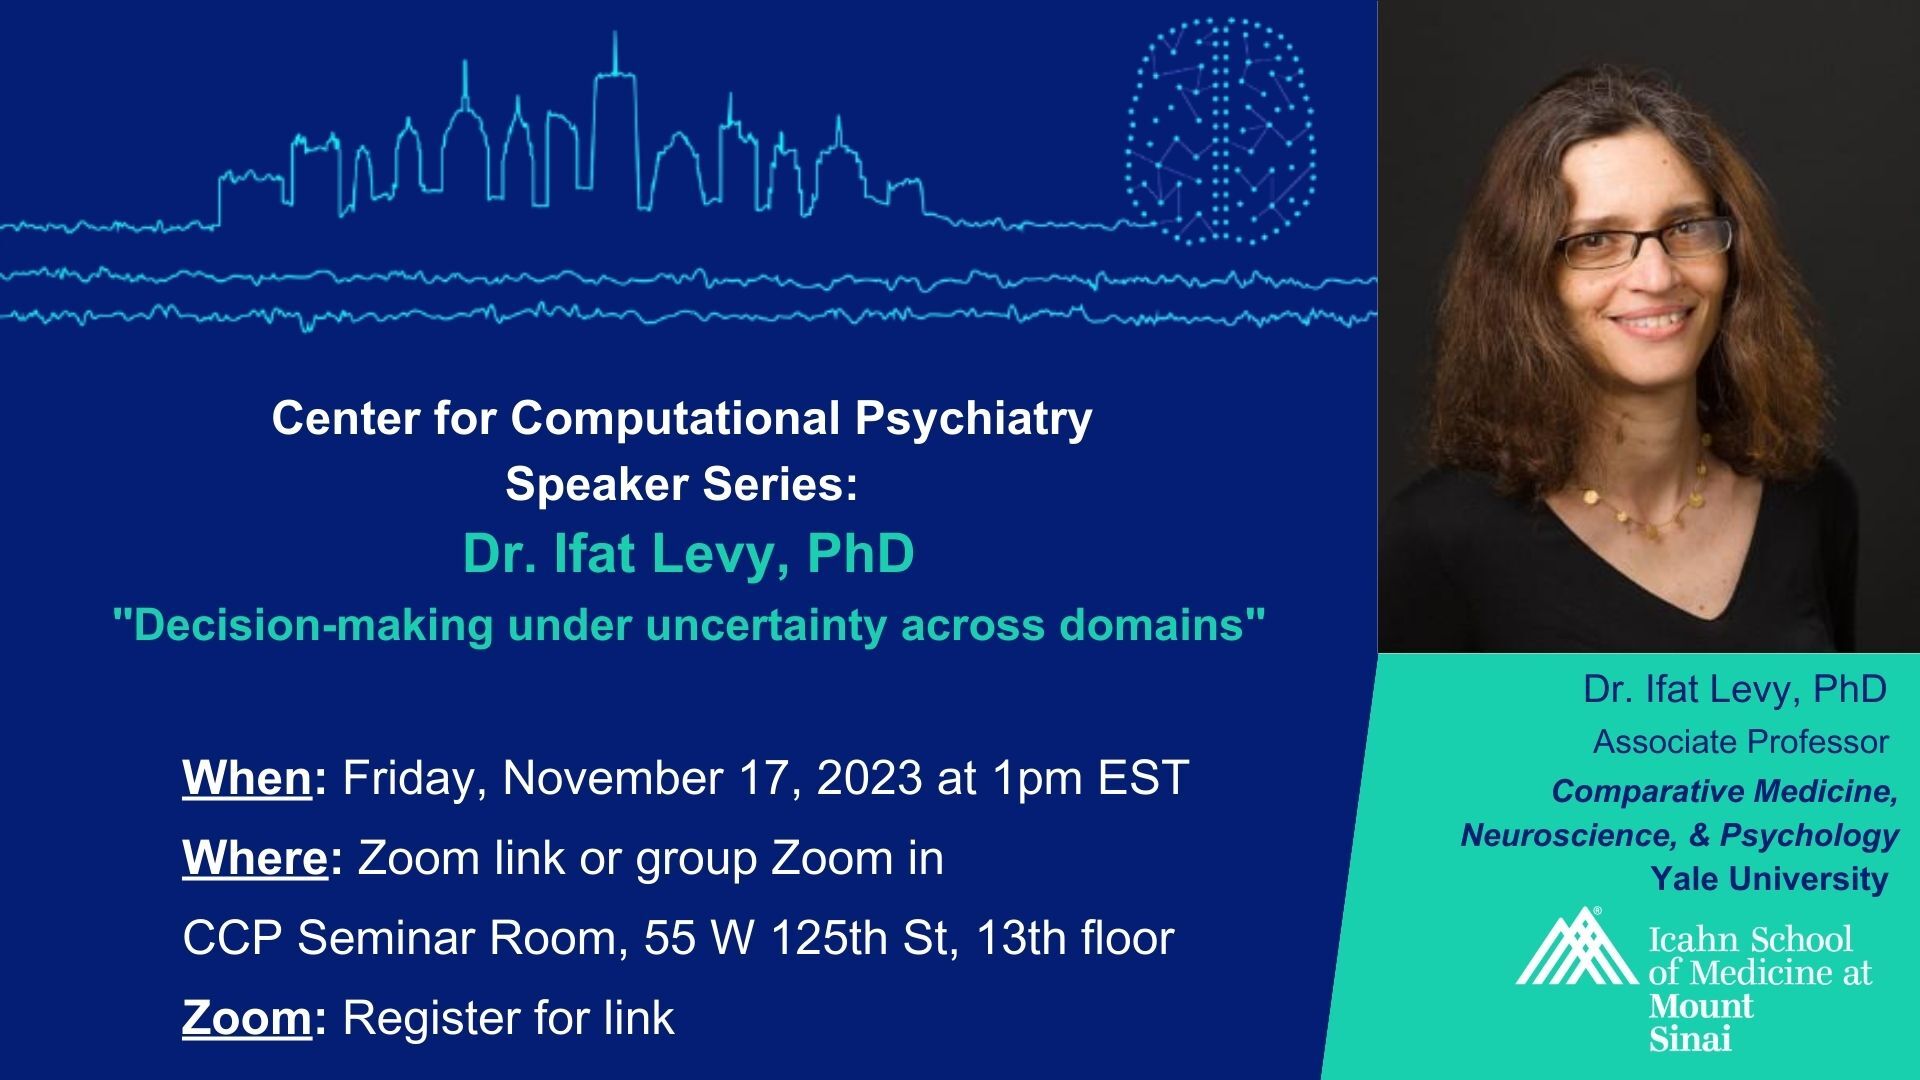 Center for Computational Psychiatry
Speaker Series:
Dr. Ifat Levy, PhD
"Decision-making under uncertainty across domains"
When: Friday, November 17, 2023 at 1pm EST
Where: Zoom link or group Zoom in
CCP Seminar Room, 55 W 125th St, 13th floor
Zoom: Register for link
Dr. Ifat Levy, PhD
Associate Professor
Comparative Medicine,
Neuroscience, & Psychology
Yale University
®
Icahn School
of Medicine at
Mount
Sinai